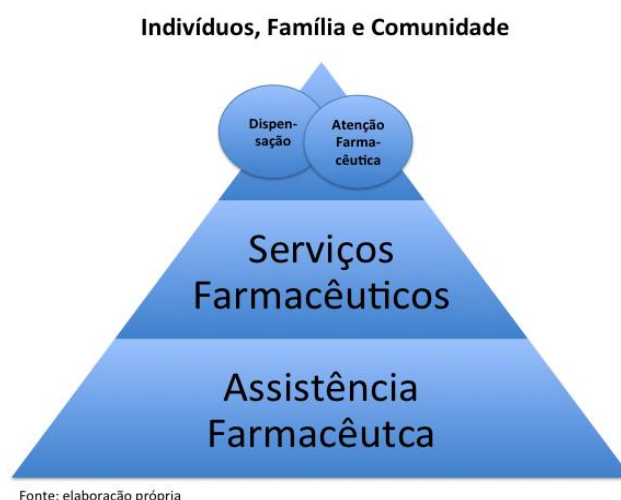 Indivíduos, Família e Comunidade
Dispen-
sação
Atenção
Farma-
cêutica
Serviços
Farmacêuticos
Assistência
Farmacêutca
Fonte: elaboração própria